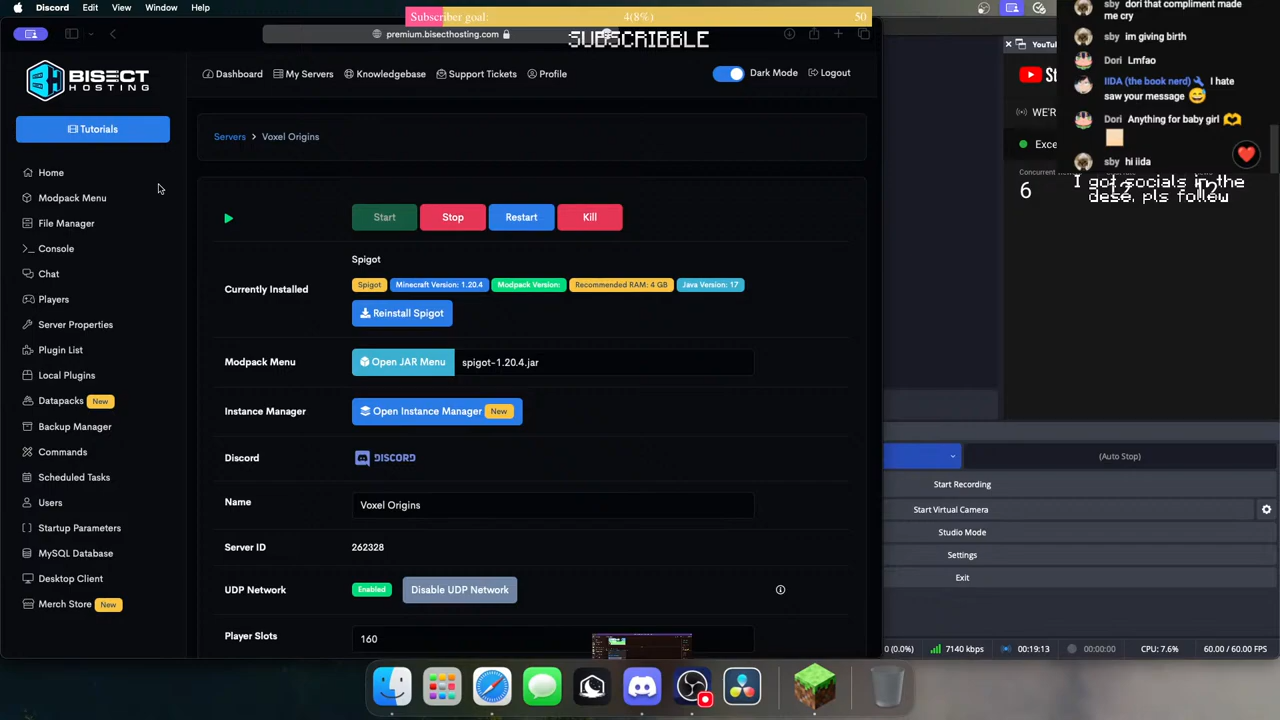 Discord Edit View Window Help
Subscriber goal: 4(8%) 50
SUBSCRIBBLE
premium.bisecthosting.com
BISECT
HOSTING
Dashboard My Servers Knowledgebase Support Tickets Profile Dark Mode Logout
Tutorials
Servers > Voxel Origins
Home
Modpack Menu
File Manager
Console
Chat
Players
Server Properties
Plugin List
Local Plugins
Datapacks New
Backup Manager
Commands
Scheduled Tasks
Users
Startup Parameters
MySQL Database
Desktop Client
Merch Store New
Start Stop Restart Kill
Spigot
Currently Installed
Spigot Minecraft Version: 1.20.4 Modpack Version: Recommended RAM: 4 GB Java Version: 17
Reinstall Spigot
Modpack Menu Open JAR Menu spigot-1.20.4.jar
Instance Manager Open Instance Manager New
Discord DISCORD
Name Voxel Origins
Server ID 262328
UDP Network Enabled Disable UDP Network
Player Slots 160
sby dori that compliment made
me cry
sby im giving birth
Dori Lmfao
IIDA (the book nerd) I hate
saw your message
Dori Anything for baby girl
sby hi iida
I got socials in the
desc. pls follow
YouTu
St
WE'R
Exce
Concurrent
6
(Auto Stop)
Start Recording
Start Virtual Camera
Studio Mode
Settings
Exit
0 (0.0%) 7140 kbps 00:19:13 00:00:00 CPU: 7.6% 60.00 / 60.00 FPS